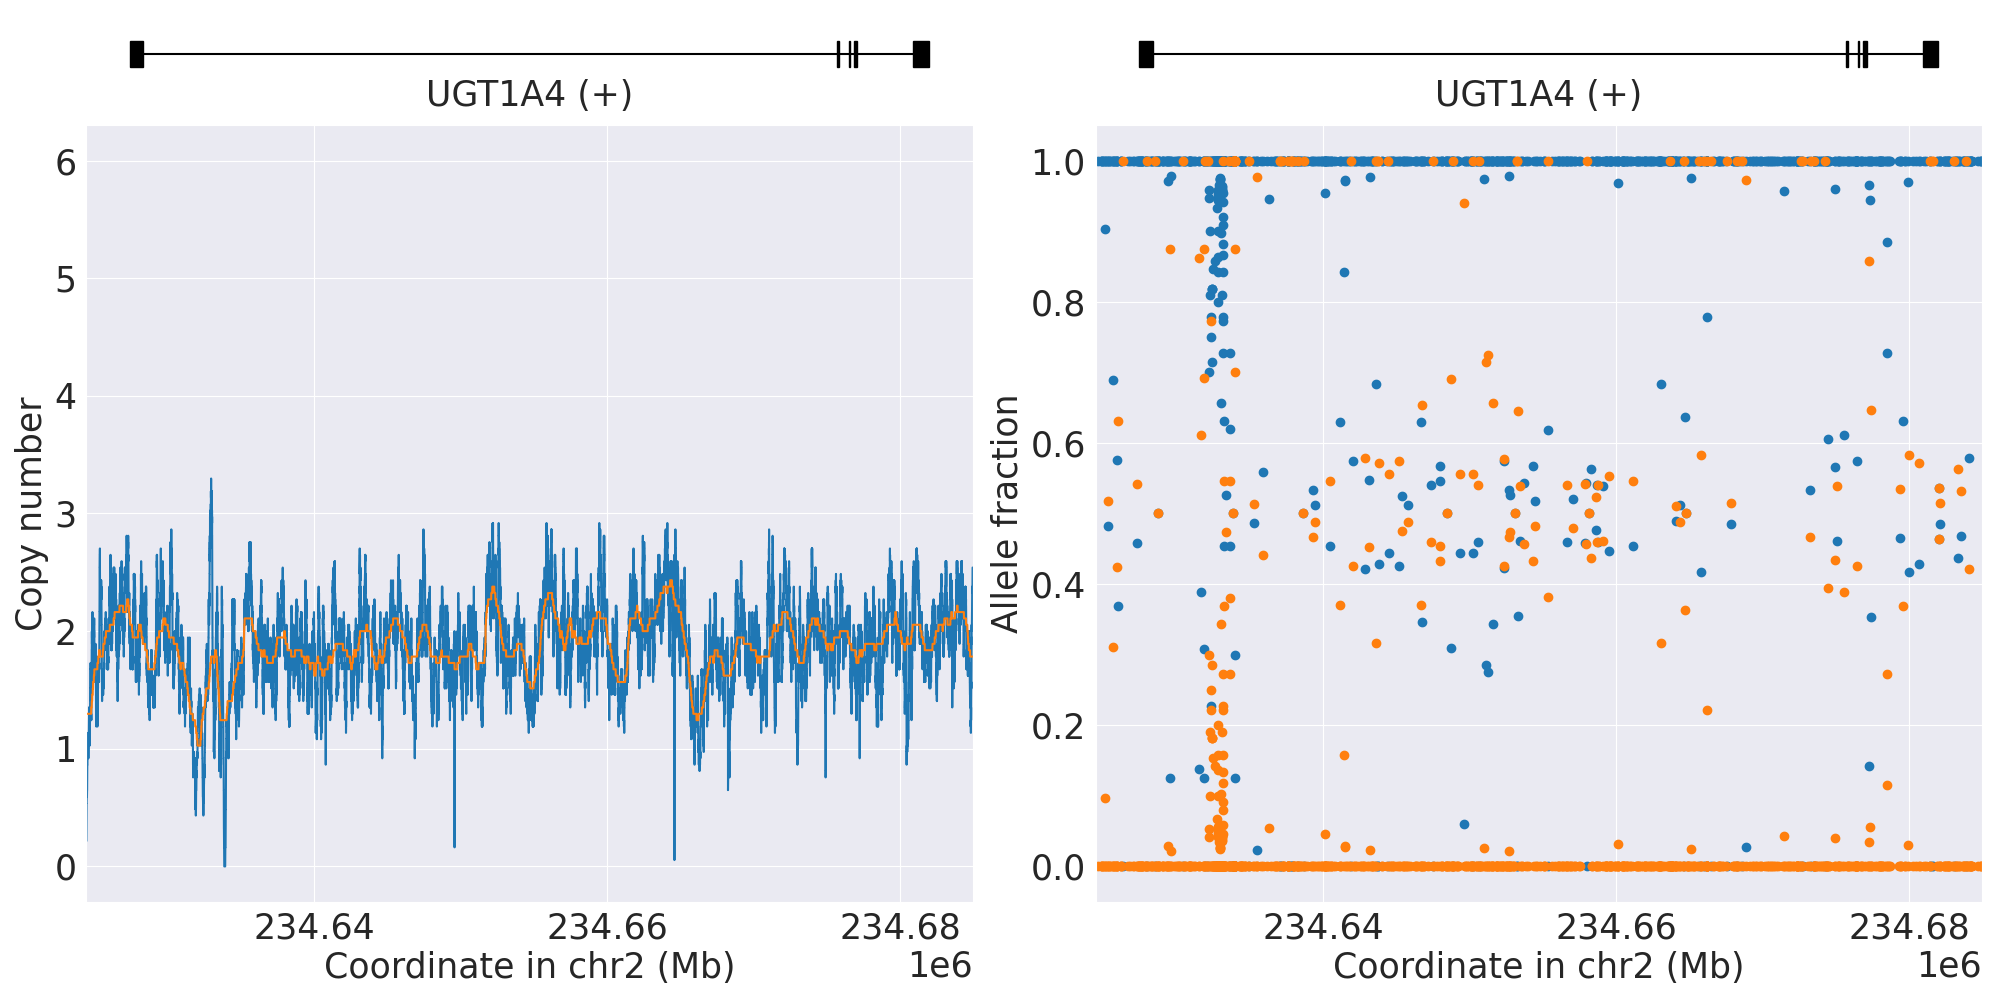 UGT1A4 (+)
6
5
4
3
2
1
0
Copy number
234.64
234.66
234.68
Coordinate in chr2 (Mb)
1e6
UGT1A4 (+)
1.0
0.8
0.6
0.4
0.2
0.0
Allele fraction
234.64
234.66
234.68
Coordinate in chr2 (Mb)
1e6